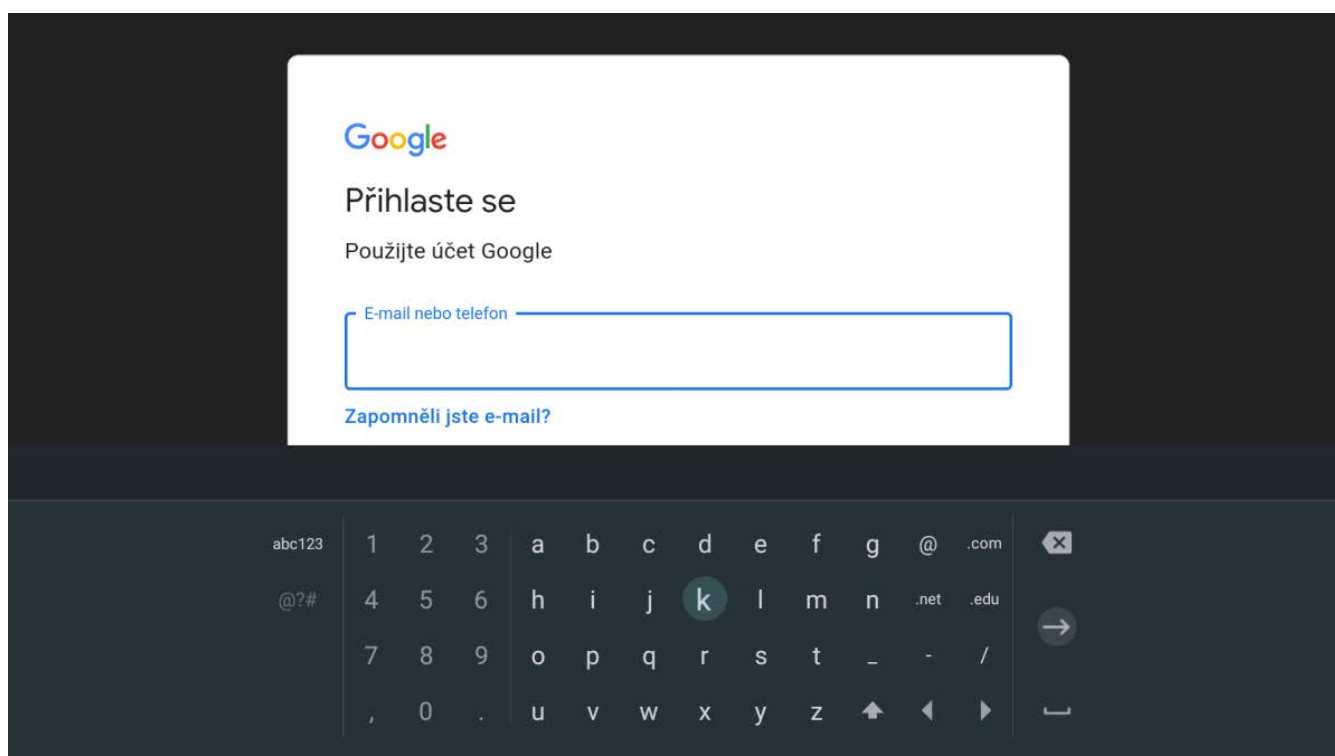 Google
Přihlaste se
Použijte účet Google
E-mail nebo telefon
Zapomněli jste e-mail?
abc123 1 2 3 a b c d e f g @ .com
@?# 4 5 6 h i j k l m n .net .edu
7 8 9 o p q r s t _ - /
, 0 . u v w x y z